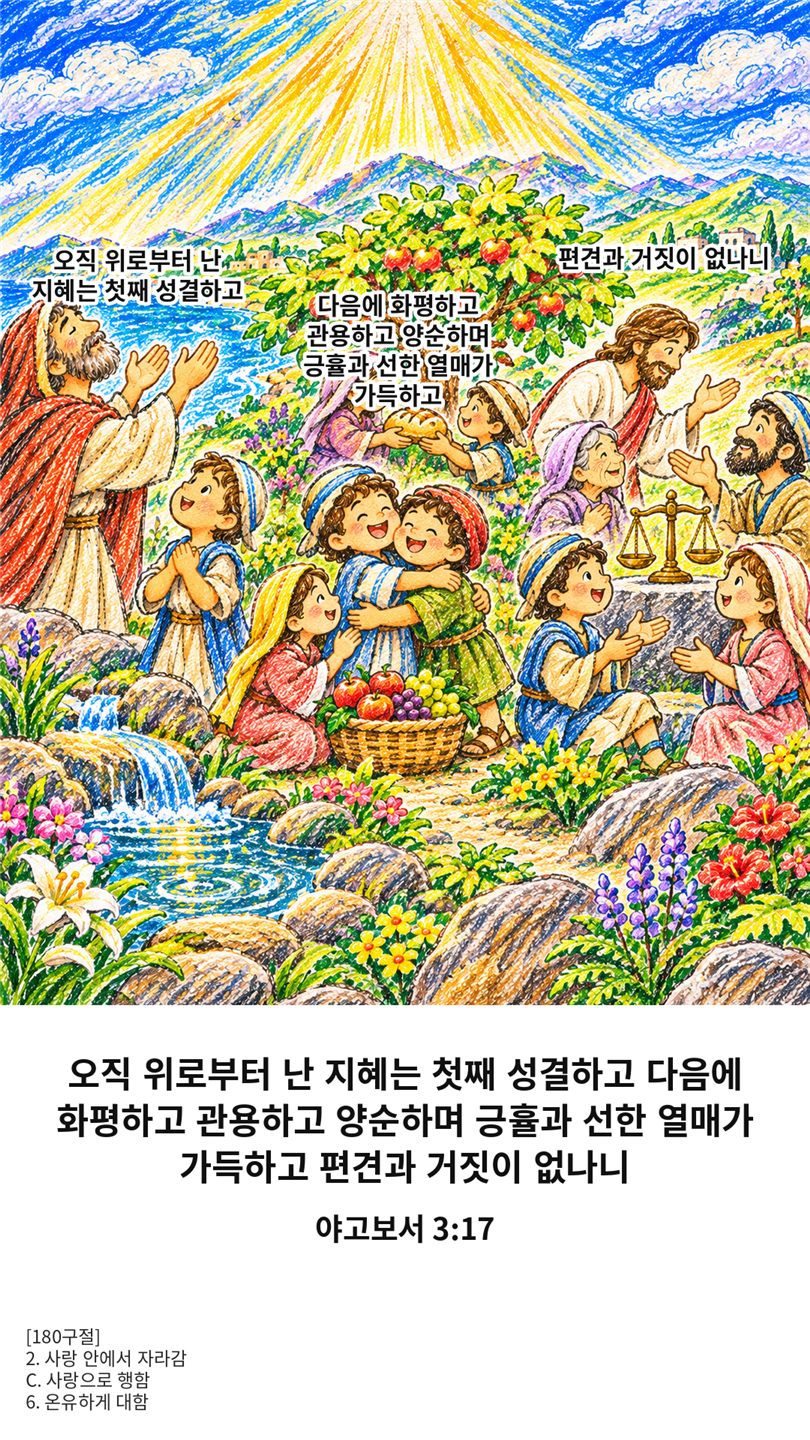 오직 위로부터 난
지혜는 첫째 성결하고
다음에 화평하고
관용하고 양순하며
긍휼과 선한 열매가
가득하고
편견과 거짓이 없나니
오직 위로부터 난 지혜는 첫째 성결하고 다음에
화평하고 관용하고 양순하며 긍휼과 선한 열매가
가득하고 편견과 거짓이 없나니
야고보서 3:17
[180구절]
2. 사랑 안에서 자라감
C. 사랑으로 행함
6. 온유하게 대함